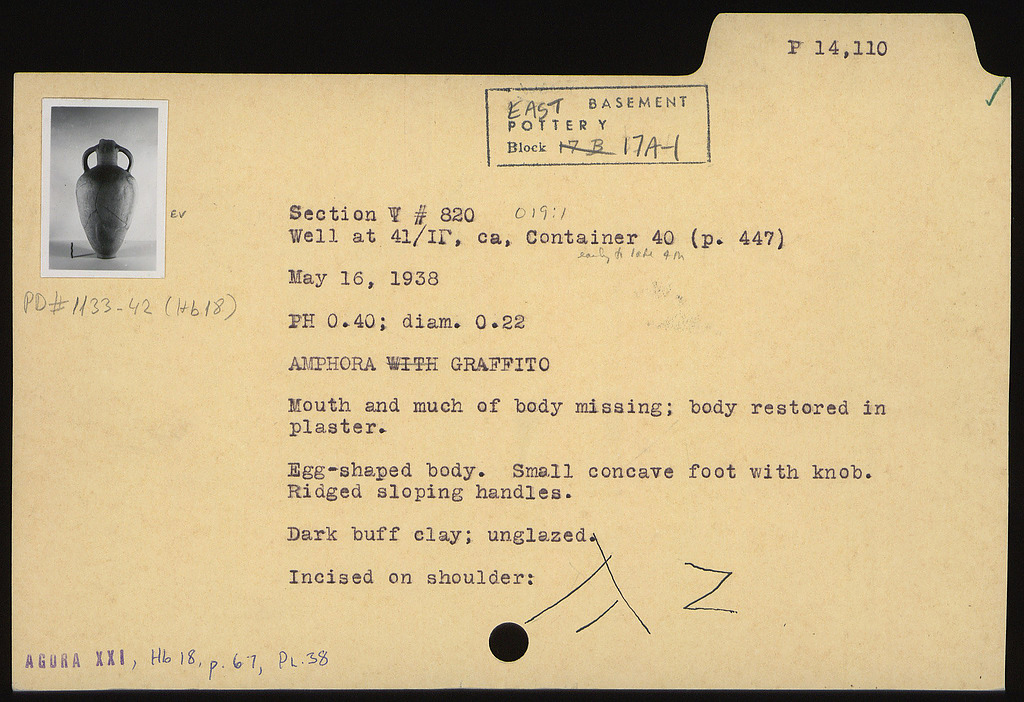 P 14,110
EAST BASEMENT
POTTERY
Block 17 B 17A-1
EV
Section Ψ # 820 O19:1
Well at 41/ΙΓ, ca, Container 40 (p. 447)
early to late 4th
May 16, 1938
PD#1133-42 (Hb18)
PH 0.40; diam. 0.22
AMPHORA WITH GRAFFITO
Mouth and much of body missing; body restored in
plaster.
Egg-shaped body. Small concave foot with knob.
Ridged sloping handles.
Dark buff clay; unglazed.
Incised on shoulder:
AGORA XXI, Hb 18, p. 67, PL. 38